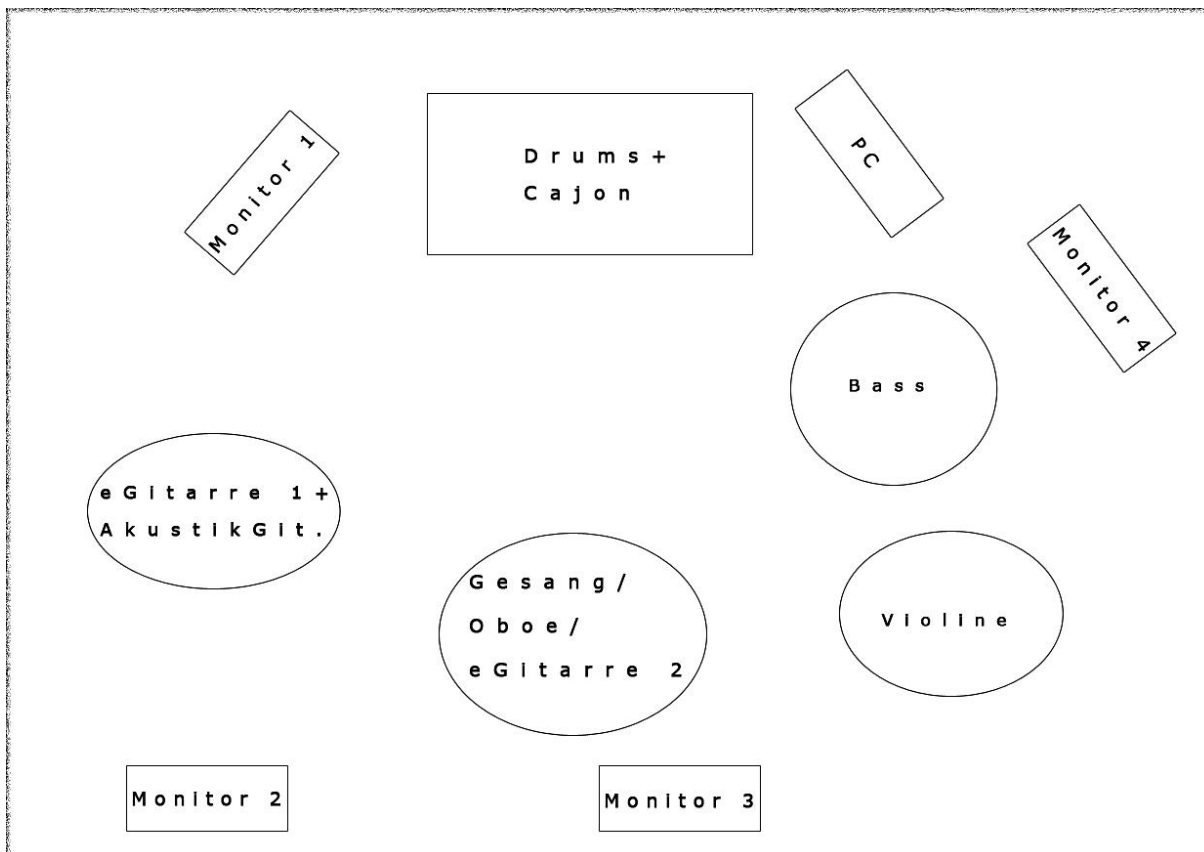 Monitor 1
Drums+
Cajon
PC
Monitor 4
Bass
eGitarre 1+
AkustikGit.
Gesang/
Oboe/
eGitarre 2
Violine
Monitor 2
Monitor 3